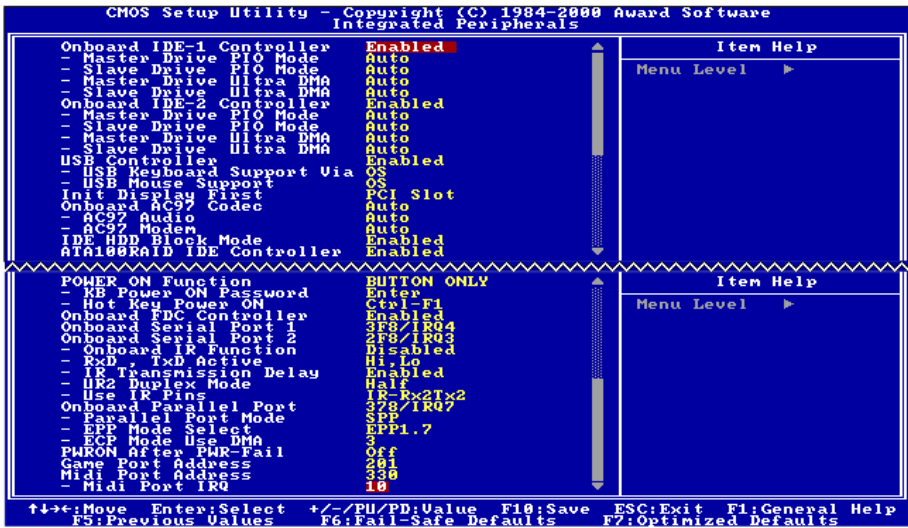 CMOS Setup Utility - Copyright (C) 1984-2000 Award Software
Integrated Peripherals
Onboard IDE-1 Controller Enabled
- Master Drive PIO Mode Auto
- Slave Drive PIO Mode Auto
- Master Drive Ultra DMA Auto
- Slave Drive Ultra DMA Auto
Onboard IDE-2 Controller Enabled
- Master Drive PIO Mode Auto
- Slave Drive PIO Mode Auto
- Master Drive Ultra DMA Auto
- Slave Drive Ultra DMA Auto
USB Controller Enabled
- USB Keyboard Support Via OS
- USB Mouse Support OS
Init Display First PCI Slot
Onboard AC97 Codec Auto
- AC97 Audio Auto
- AC97 Modem Auto
IDE HDD Block Mode Enabled
ATA100RAID IDE Controller Enabled
Item Help
Menu Level ▶
POWER ON Function BUTTON ONLY
- KB Power ON Password Enter
- Hot Key Power ON Ctrl-F1
Onboard FDC Controller Enabled
Onboard Serial Port 1 3F8/IRQ4
Onboard Serial Port 2 2F8/IRQ3
- Onboard IR Function Disabled
- RxD , TxD Active Hi,Lo
- IR Transmission Delay Enabled
- UR2 Duplex Mode Half
- Use IR Pins IR-Rx2Tx2
Onboard Parallel Port 378/IRQ7
- Parallel Port Mode SPP
- EPP Mode Select EPP1.7
- ECP Mode Use DMA 3
PWRON After PWR-Fail Off
Game Port Address 201
Midi Port Address 330
- Midi Port IRQ 10
Item Help
Menu Level ▶
↑↓→←:Move Enter:Select +/-/PU/PD:Value F10:Save ESC:Exit F1:General Help
F5:Previous Values F6:Fail-Safe Defaults F7:Optimized Defaults